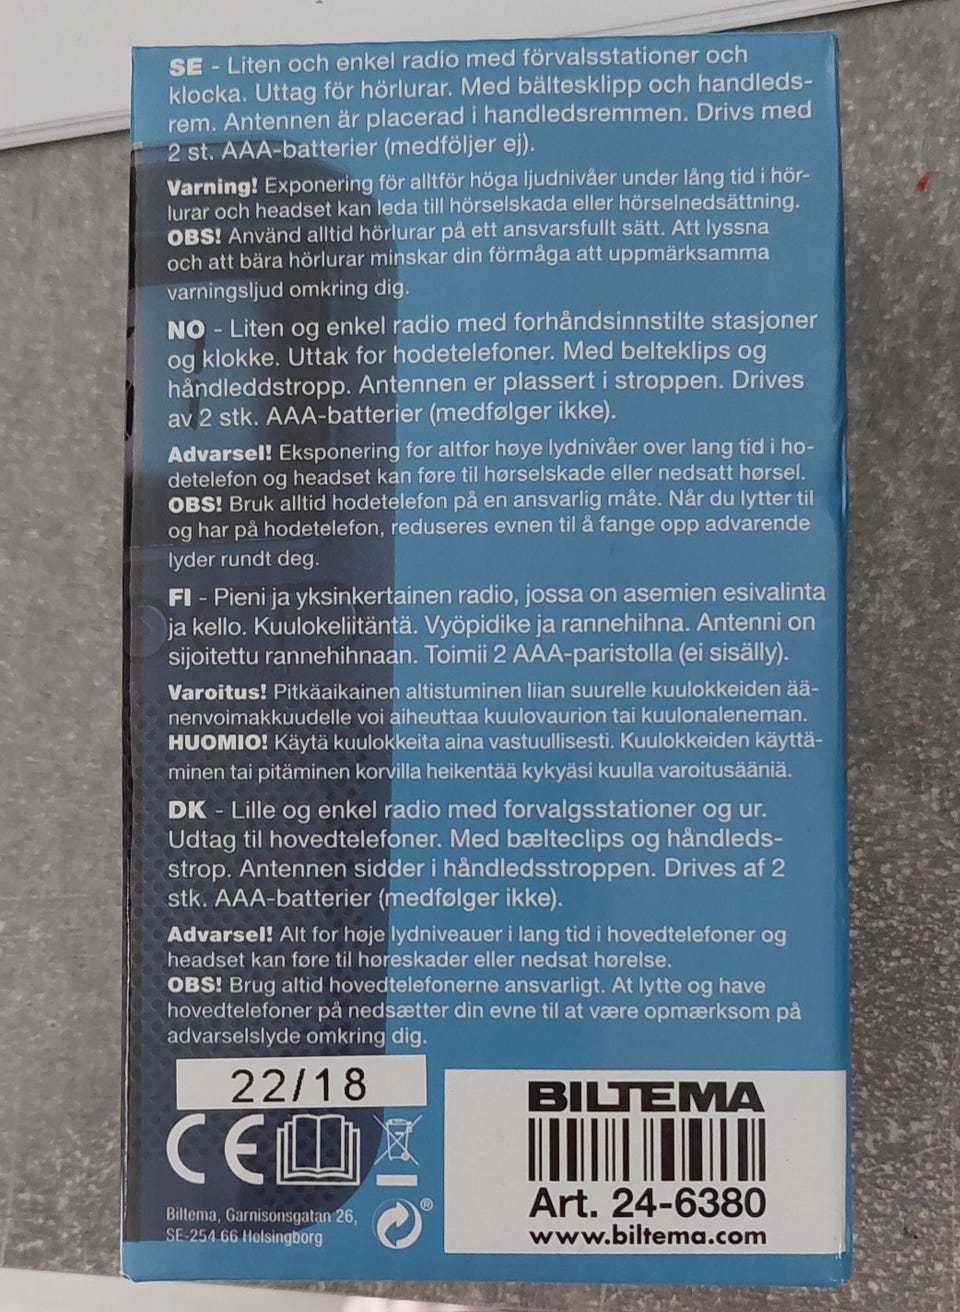 SE - Liten och enkel radio med förvalsstationer och
klocka. Uttag för hörlurar. Med bältesklipp och handleds-
rem. Antennen är placerad i handledsremmen. Drivs med
2 st. AAA-batterier (medföljer ej).
Varning! Exponering för alltför höga ljudnivåer under lång tid i hör-
lurar och headset kan leda till hörselskada eller hörselnedsättning.
OBS! Använd alltid hörlurar på ett ansvarsfullt sätt. Att lyssna
och att bära hörlurar minskar din förmåga att uppmärksamma
varningsljud omkring dig.
NO - Liten og enkel radio med forhåndsinnstilte stasjoner
og klokke. Uttak for hodetelefoner. Med belteklips og
håndleddstropp. Antennen er plassert i stroppen. Drives
av 2 stk. AAA-batterier (medfølger ikke).
Advarsel! Eksponering for altfor høye lydnivåer over lang tid i ho-
detelefon og headset kan føre til hørselskade eller nedsatt hørsel.
OBS! Bruk alltid hodetelefon på en ansvarlig måte. Når du lytter til
og har på hodetelefon, reduseres evnen til å fange opp advarende
lyder rundt deg.
FI - Pieni ja yksinkertainen radio, jossa on asemien esivalinta
ja kello. Kuulokeliitäntä. Vyöpidike ja rannehihna. Antenni on
sijoitettu rannehihnaan. Toimii 2 AAA-paristolla (ei sisälly).
Varoitus! Pitkäaikainen altistuminen liian suurelle kuulokkeiden ää-
nenvoimakkuudelle voi aiheuttaa kuulovaurion tai kuulonaleneman.
HUOMIO! Käytä kuulokkeita aina vastuullisesti. Kuulokkeiden käyttä-
minen tai pitäminen korvilla heikentää kykyäsi kuulla varoitusääniä.
DK - Lille og enkel radio med forvalgsstationer og ur.
Udtag til hovedtelefoner. Med bælteclips og håndleds-
strop. Antennen sidder i håndledsstroppen. Drives af 2
stk. AAA-batterier (medfølger ikke).
Advarsel! Alt for høje lydniveauer i lang tid i hovedtelefoner og
headset kan føre til høreskader eller nedsat hørelse.
OBS! Brug altid hovedtelefonerne ansvarligt. At lytte og have
hovedtelefoner på nedsætter din evne til at være opmærksom på
advarselslyde omkring dig.
22/18
CE
Biltema, Garnisonsgatan 26,
SE-254 66 Helsingborg
®
BILTEMA
Art. 24-6380
www.biltema.com